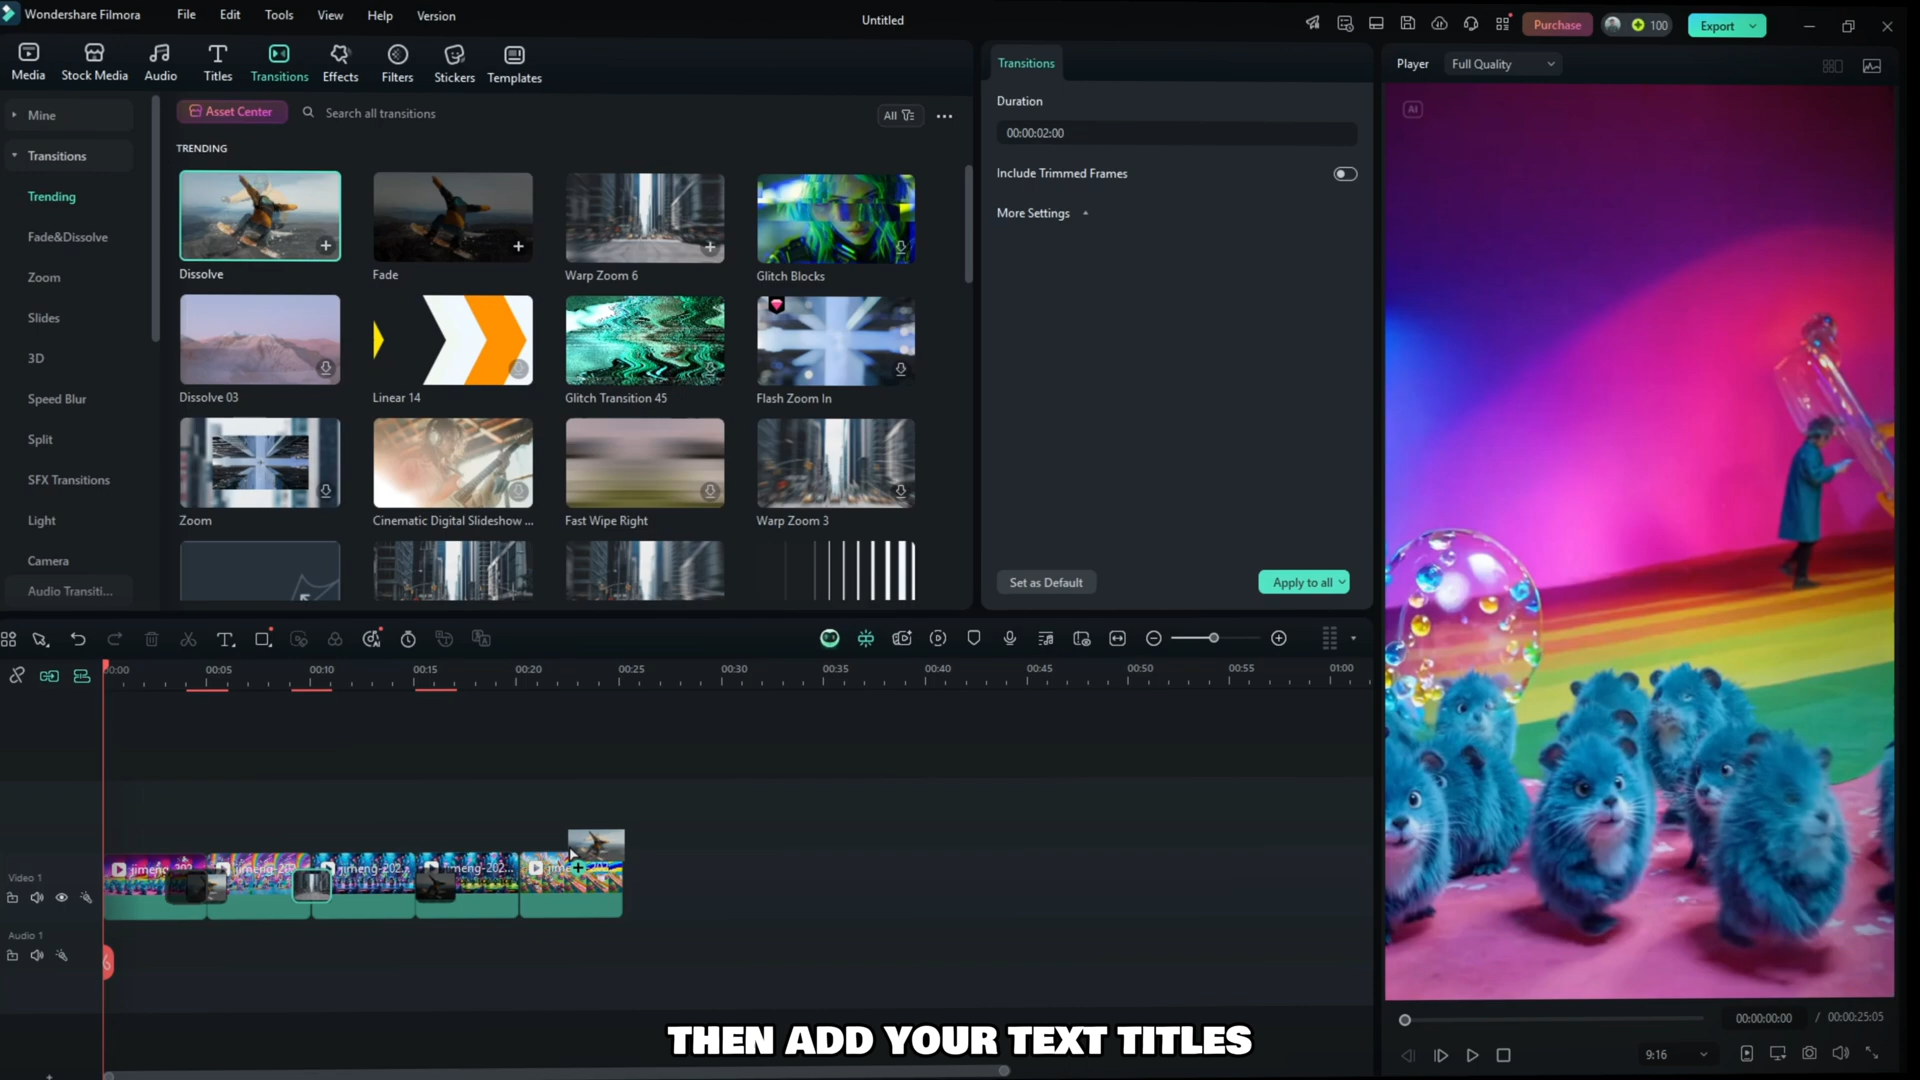 Wondershare Filmora
File
Edit
Tools
View
Help
Version
Untitled
Purchase
100
Export
Media
Stock Media
Audio
Titles
Transitions
Effects
Filters
Stickers
Templates
Transitions
Player
Full Quality
Mine
Transitions
Trending
Fade&Dissolve
Zoom
Slides
3D
Speed Blur
Split
SFX Transitions
Light
Camera
Audio Transiti...
Asset Center
Search all transitions
All
TRENDING
Dissolve
Fade
Warp Zoom 6
Glitch Blocks
Dissolve 03
Linear 14
Glitch Transition 45
Flash Zoom In
Zoom
Cinematic Digital Slideshow ...
Fast Wipe Right
Warp Zoom 3
Duration
00:00:02:00
Include Trimmed Frames
More Settings
Set as Default
Apply to all
AI
00:05
00:10
00:15
00:20
00:25
00:30
00:35
00:40
00:45
00:50
00:55
01:00
Video 1
jimeng-202...
jimeng-202...
Audio 1
00:00:00:00
/ 00:00:25:05
9:16
THEN ADD YOUR TEXT TITLES